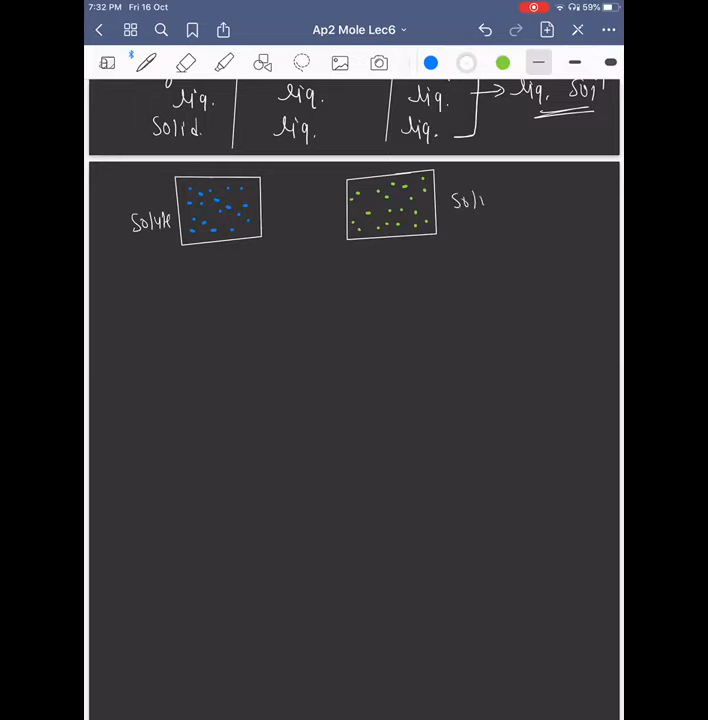 7:32 PM Fri 16 Oct 59%
Ap2 Mole Lec6
liq. liq. liq. → liq.
Solid. liq. liq.
Solute Sol